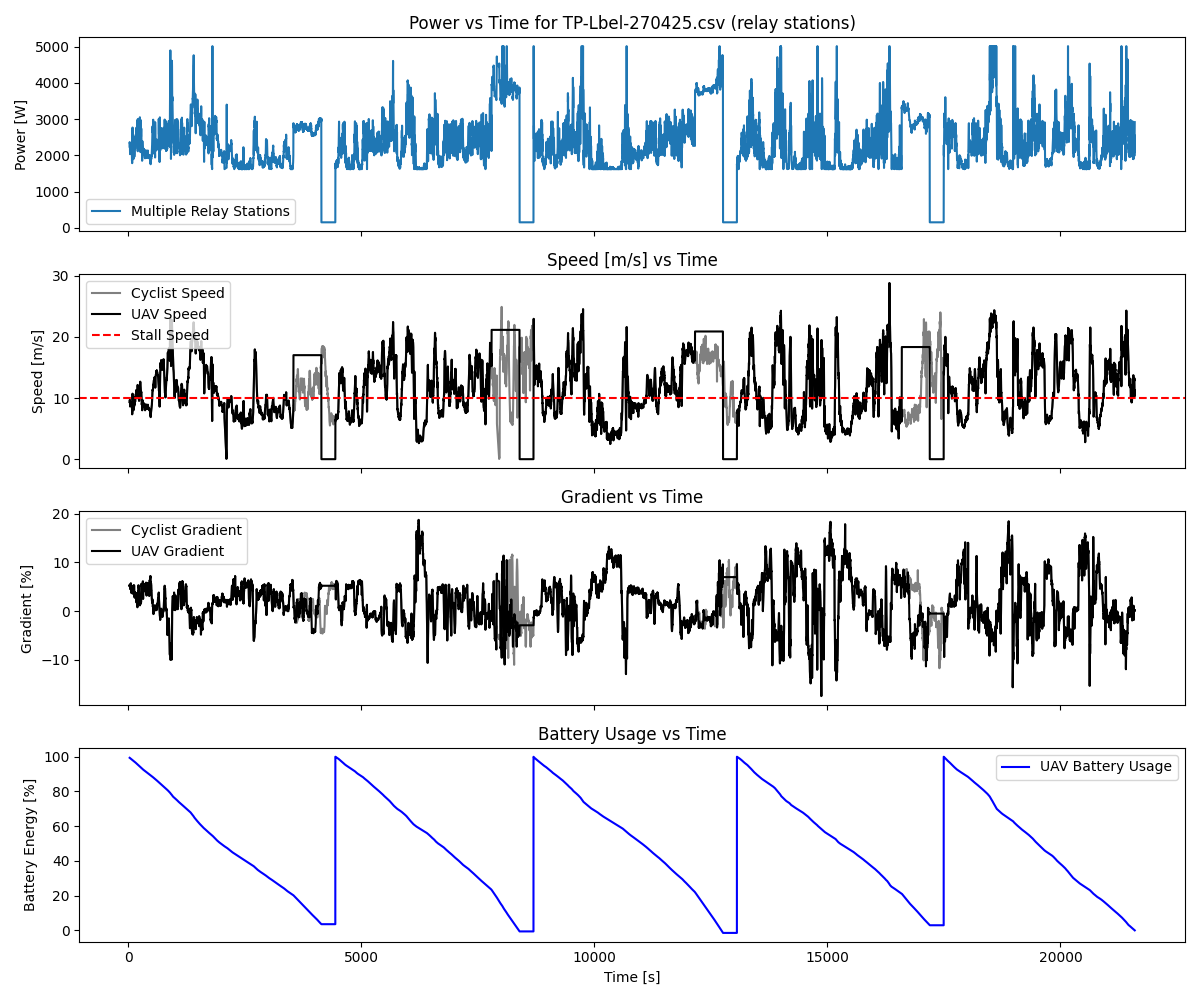 Power vs Time for TP-Lbel-270425.csv (relay stations)
5000
4000
3000
2000
1000
0
Power [W]
Multiple Relay Stations
Speed [m/s] vs Time
30
20
10
0
Speed [m/s]
Cyclist Speed
UAV Speed
Stall Speed
Gradient vs Time
20
10
0
−10
Gradient [%]
Cyclist Gradient
UAV Gradient
Battery Usage vs Time
100
80
60
40
20
0
Battery Energy [%]
UAV Battery Usage
0 5000 10000 15000 20000
Time [s]